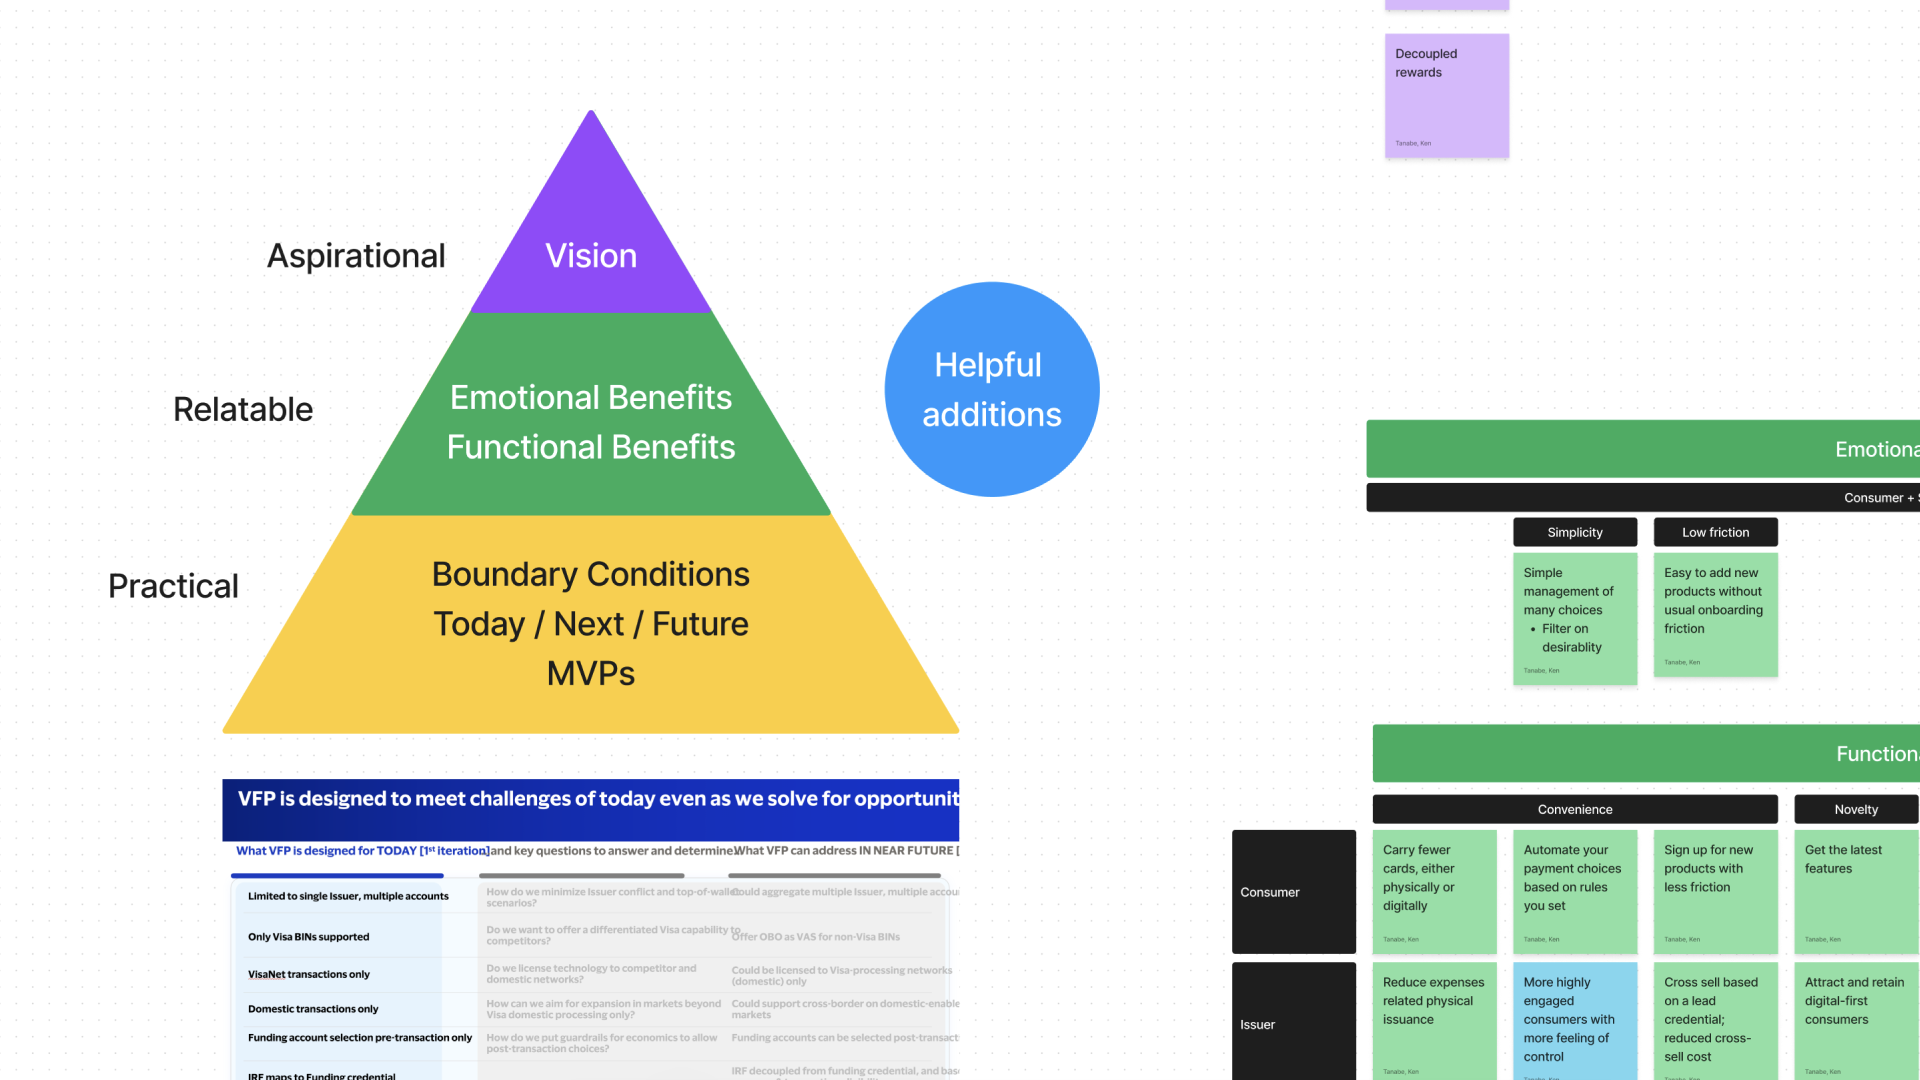 Decoupled
rewards
Tanabe, Ken
Aspirational
Vision
Relatable
Emotional Benefits
Functional Benefits
Helpful
additions
Practical
Boundary Conditions
Today / Next / Future
MVPs
VFP is designed to meet challenges of today even as we solve for opportunit
What VFP is designed for TODAY [1st iteration]
and key questions to answer and determine
What VFP can address IN NEAR FUTURE [
Limited to single Issuer, multiple accounts
How do we minimize Issuer conflict and top-of-wallet
scenarios?
Could aggregate multiple Issuer, multiple accou
Only Visa BINs supported
Do we want to offer a differentiated Visa capability to
competitors?
Offer OBO as VAS for non-Visa BINs
VisaNet transactions only
Do we license technology to competitor and
domestic networks?
Could be licensed to Visa-processing networks
(domestic) only
Domestic transactions only
How can we aim for expansion in markets beyond
Visa domestic processing only?
Could support cross-border on domestic-enable
markets
Funding account selection pre-transaction only
How do we put guardrails for economics to allow
post-transaction choices?
Funding accounts can be selected post-transact
IRF maps to Funding credential
IRF decoupled from funding credential, and bas
Emotiona
Consumer +
Simplicity
Low friction
Simple
management of
many choices
• Filter on
desirablity
Tanabe, Ken
Easy to add new
products without
usual onboarding
friction
Tanabe, Ken
Function
Convenience
Novelty
Consumer
Carry fewer
cards, either
physically or
digitally
Tanabe, Ken
Automate your
payment choices
based on rules
you set
Tanabe, Ken
Sign up for new
products with
less friction
Tanabe, Ken
Get the latest
features
Tanabe, Ken
Issuer
Reduce expenses
related physical
issuance
Tanabe, Ken
More highly
engaged
consumers with
more feeling of
control
Cross sell based
on a lead
credential;
reduced cross-
sell cost
Tanabe, Ken
Attract and retain
digital-first
consumers
Tanabe, Ken